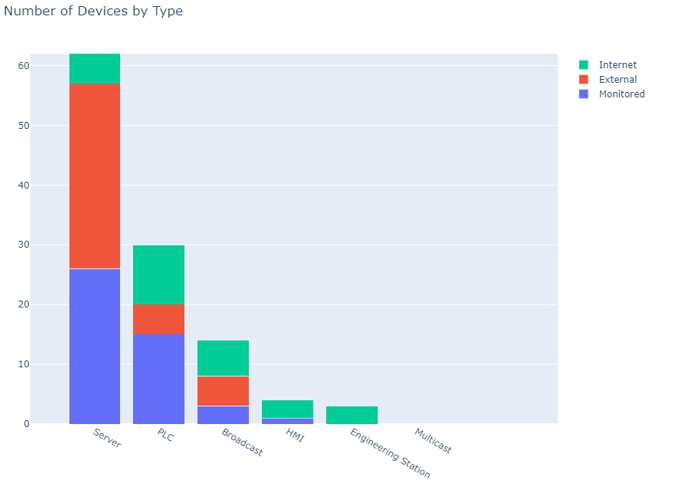 Number of Devices by Type
Internet
External
Monitored
60
50
40
30
20
10
0
Server
PLC
Broadcast
HMI
Engineering Station
Multicast